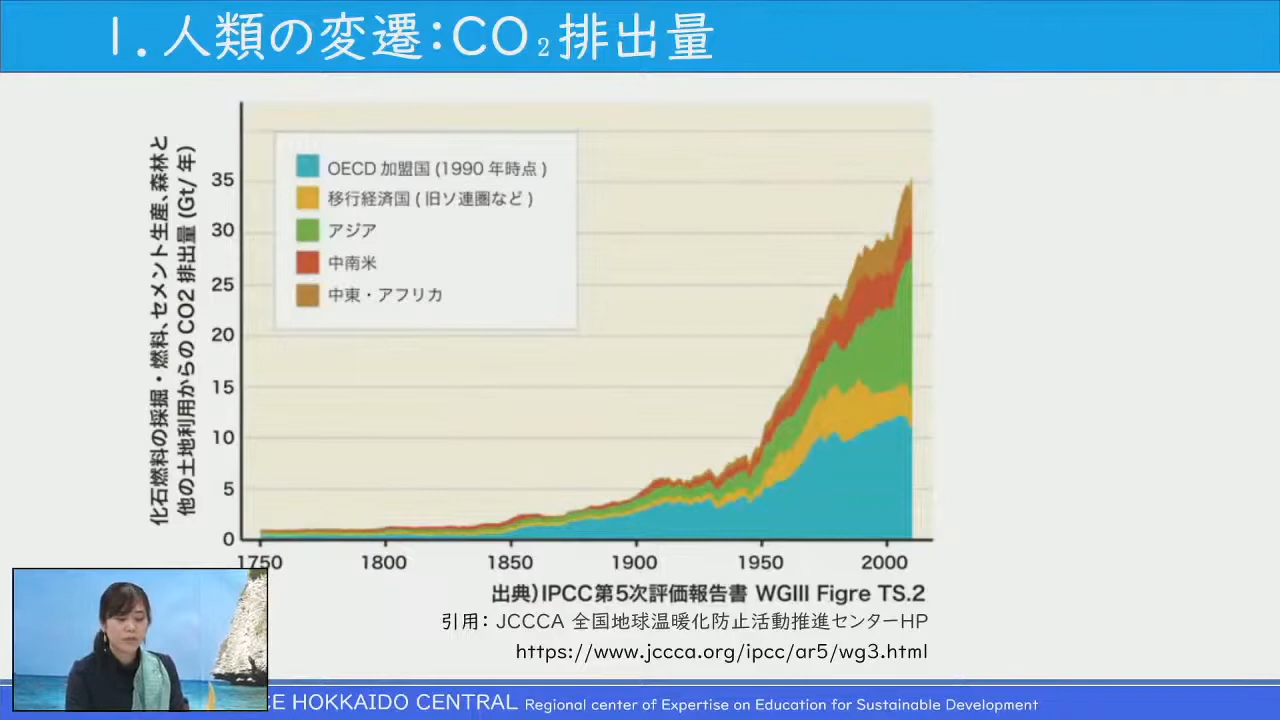 1. 人類の変遷：CO₂排出量
化石燃料の採掘・燃料、セメント生産、森林と
他の土地利用からの CO2 排出量 (Gt/ 年)
OECD 加盟国 (1990 年時点 )
移行経済国 ( 旧ソ連圏など )
アジア
中南米
中東・アフリカ
35
30
25
20
15
10
5
0
1750 1800 1850 1900 1950 2000
出典）IPCC第5次評価報告書 WGIII Figre TS.2
引用： JCCCA 全国地球温暖化防止活動推進センターHP
https://www.jccca.org/ipcc/ar5/wg3.html
CE HOKKAIDO CENTRAL Regional center of Expertise on Education for Sustainable Development